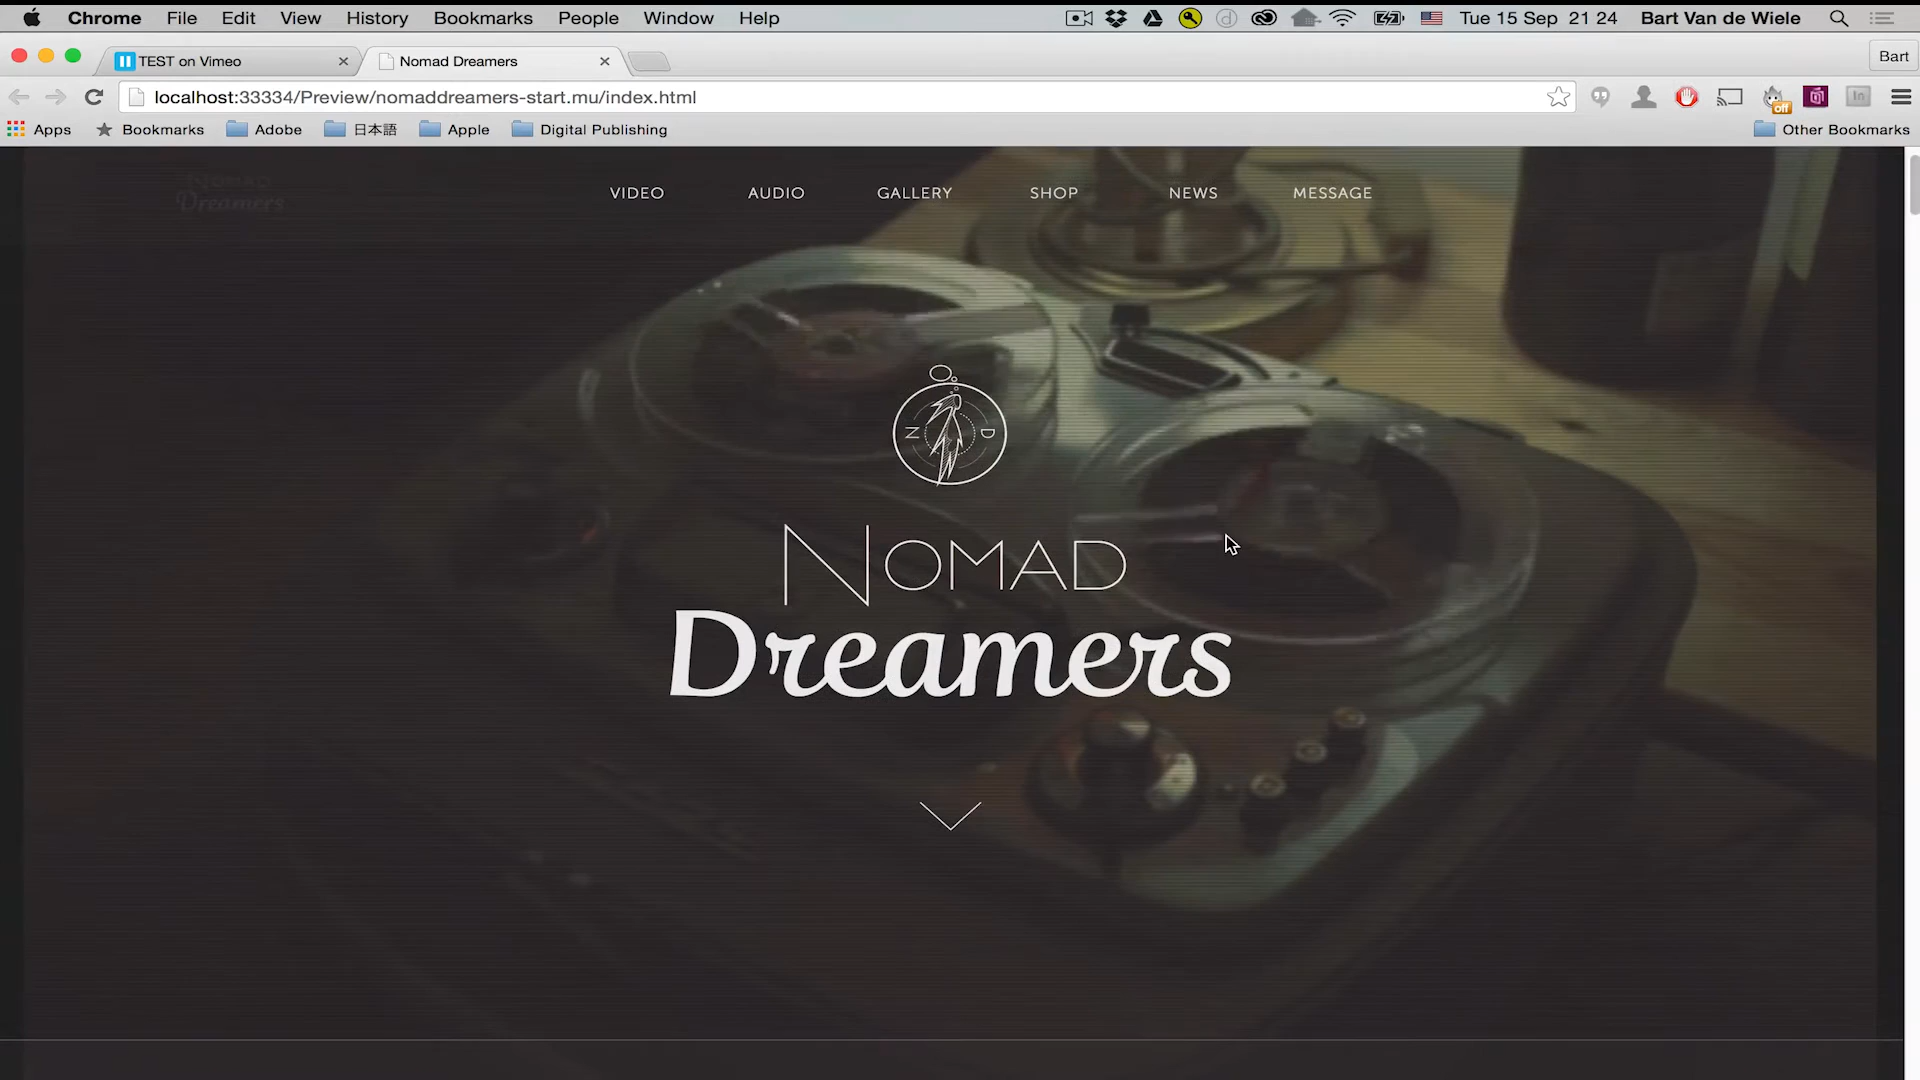 Chrome File Edit View History Bookmarks People Window Help Tue 15 Sep 21 24 Bart Van de Wiele
TEST on Vimeo Nomad Dreamers Bart
localhost:33334/Preview/nomaddreamers-start.mu/index.html
Apps Bookmarks Adobe 日本語 Apple Digital Publishing Other Bookmarks
NOMAD
Dreamers
VIDEO AUDIO GALLERY SHOP NEWS MESSAGE
N D
NOMAD
Dreamers